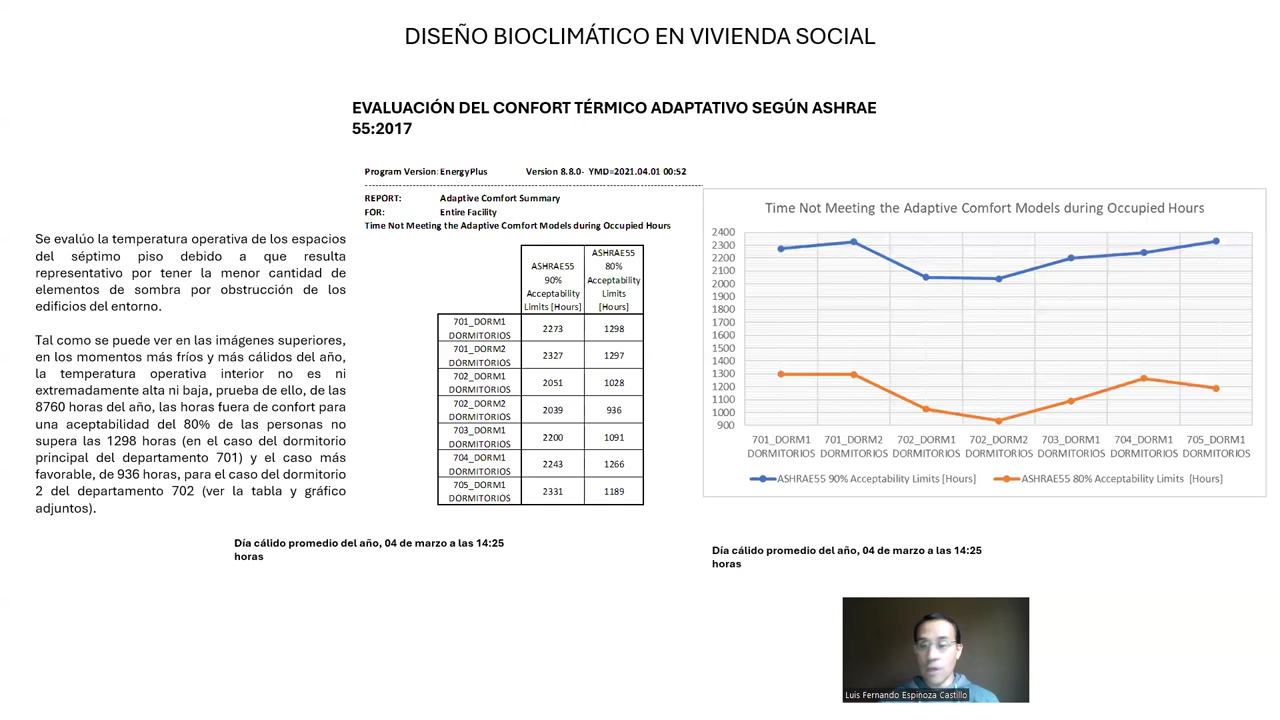 DISEÑO BIOCLIMÁTICO EN VIVIENDA SOCIAL
EVALUACIÓN DEL CONFORT TÉRMICO ADAPTATIVO SEGÚN ASHRAE
55:2017
Se evalúo la temperatura operativa de los espacios
del séptimo piso debido a que resulta
representativo por tener la menor cantidad de
elementos de sombra por obstrucción de los
edificios del entorno.
Tal como se puede ver en las imágenes superiores,
en los momentos más fríos y más cálidos del año,
la temperatura operativa interior no es ni
extremadamente alta ni baja, prueba de ello, de las
8760 horas del año, las horas fuera de confort para
una aceptabilidad del 80% de las personas no
supera las 1298 horas (en el caso del dormitorio
principal del departamento 701) y el caso más
favorable, de 936 horas, para el caso del dormitorio
2 del departamento 702 (ver la tabla y gráfico
adjuntos).
Program Version: EnergyPlus Version 8.8.0- YMD=2021.04.01 00:52
REPORT: Adaptive Comfort Summary
FOR: Entire Facility
Time Not Meeting the Adaptive Comfort Models during Occupied Hours
ASHRAE55
90%
Acceptability
Limits [Hours]
ASHRAE55
80%
Acceptability
Limits
[Hours]
701_DORM1
DORMITORIOS 2273 1298
701_DORM2
DORMITORIOS 2327 1297
702_DORM1
DORMITORIOS 2051 1028
702_DORM2
DORMITORIOS 2039 936
703_DORM1
DORMITORIOS 2200 1091
704_DORM1
DORMITORIOS 2243 1266
705_DORM1
DORMITORIOS 2331 1189
Time Not Meeting the Adaptive Comfort Models during Occupied Hours
2400
2300
2200
2100
2000
1900
1800
1700
1600
1500
1400
1300
1200
1100
1000
900
701_DORM1 701_DORM2 702_DORM1 702_DORM2 703_DORM1 704_DORM1 705_DORM1
DORMITORIOS DORMITORIOS DORMITORIOS DORMITORIOS DORMITORIOS DORMITORIOS DORMITORIOS
ASHRAE55 90% Acceptability Limits [Hours] ASHRAE55 80% Acceptability Limits [Hours]
Día cálido promedio del año, 04 de marzo a las 14:25
horas
Día cálido promedio del año, 04 de marzo a las 14:25
horas
Luis Fernando Espinoza Castillo